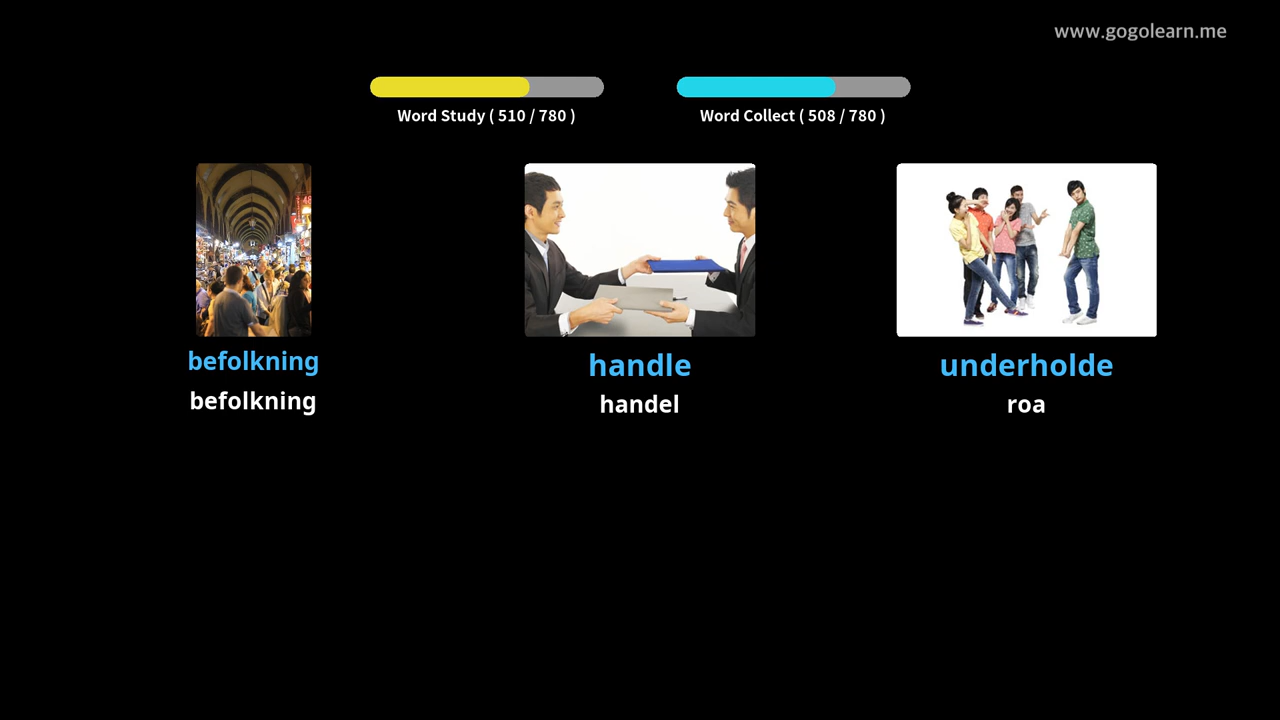 www.gogolearn.me
Word Study ( 510 / 780 )
Word Collect ( 508 / 780 )
befolkning
befolkning
handle
handel
underholde
roa